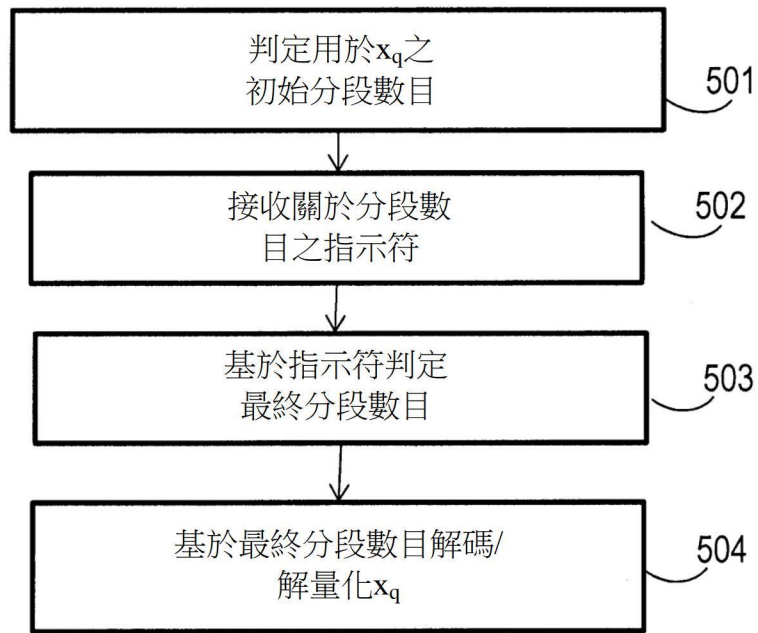 判定用於xq之
初始分段數目
501
接收關於分段數
目之指示符
502
基於指示符判定
最終分段數目
503
基於最終分段數目解碼/
解量化xq
504